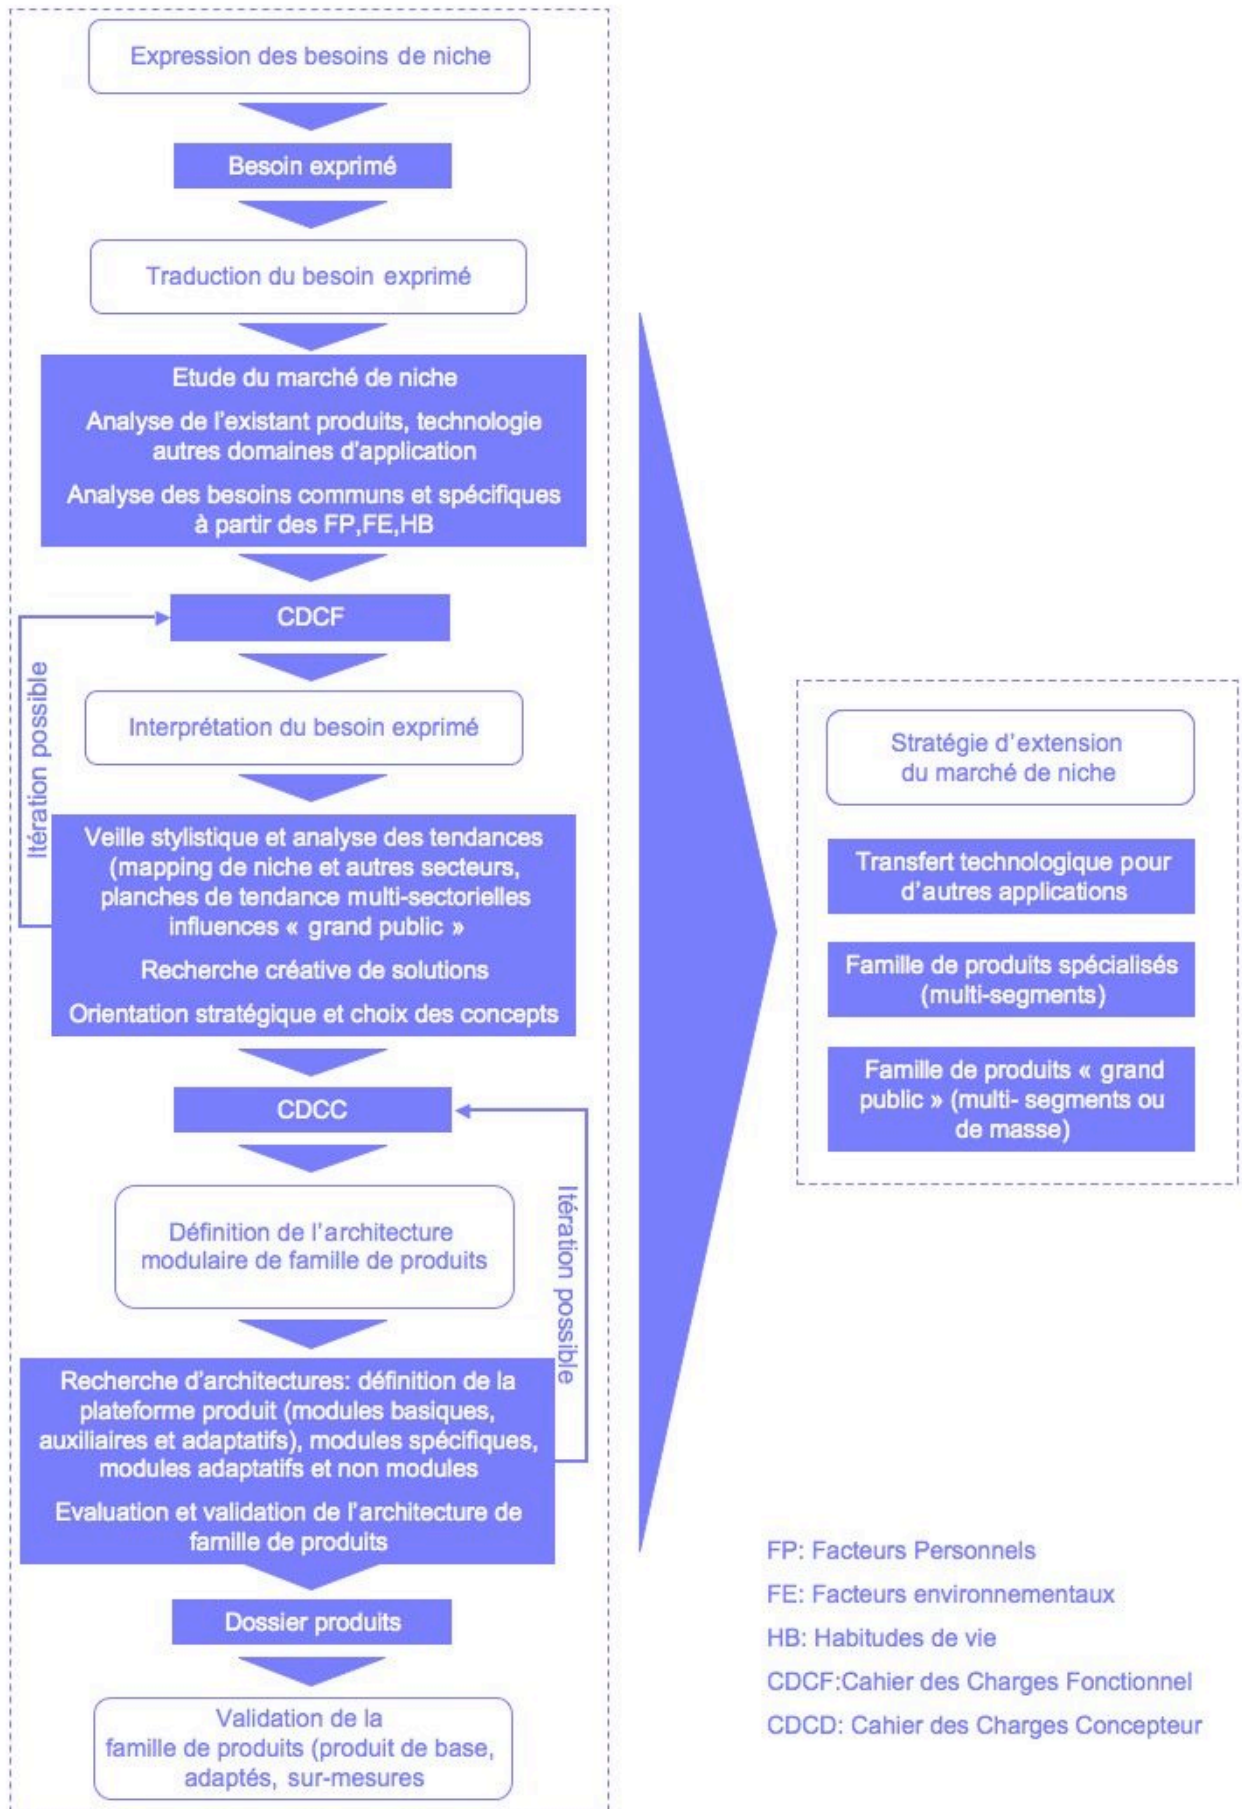 Expression des besoins de niche
Besoin exprimé
Traduction du besoin exprimé
Etude du marché de niche
Analyse de l'existant produits, technologie
autres domaines d'application
Analyse des besoins communs et spécifiques
à partir des FP,FE,HB
CDCF
Itération possible
Interprétation du besoin exprimé
Veille stylistique et analyse des tendances
(mapping de niche et autres secteurs,
planches de tendance multi-sectorielles
influences « grand public »
Recherche créative de solutions
Orientation stratégique et choix des concepts
CDCC
Itération possible
Définition de l'architecture
modulaire de famille de produits
Recherche d'architectures: définition de la
plateforme produit (modules basiques,
auxiliaires et adaptatifs), modules spécifiques,
modules adaptatifs et non modules
Evaluation et validation de l'architecture de
famille de produits
Dossier produits
Validation de la
famille de produits (produit de base,
adaptés, sur-mesures
Stratégie d'extension
du marché de niche
Transfert technologique pour
d'autres applications
Famille de produits spécialisés
(multi-segments)
Famille de produits « grand
public » (multi- segments ou
de masse)
FP: Facteurs Personnels
FE: Facteurs environnementaux
HB: Habitudes de vie
CDCF:Cahier des Charges Fonctionnel
CDCD: Cahier des Charges Concepteur